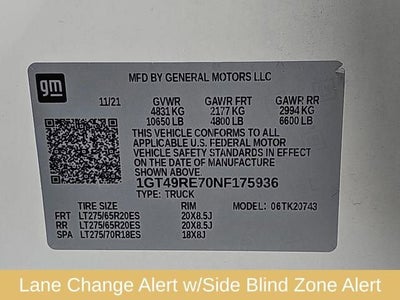 gm
MFD BY GENERAL MOTORS LLC
11/21 GVWR GAWR FRT GAWR RR
4831 KG 2177 KG 2994 KG
10650 LB 4800 LB 6600 LB
THIS VEHICLE CONFORMS TO ALL
APPLICABLE U.S. FEDERAL MOTOR
VEHICLE SAFETY STANDARDS IN EFFECT ON THE
DATE OF MANUFACTURE SHOWN ABOVE.
1GT49RE70NF175936
TYPE: TRUCK
TIRE SIZE RIM MODEL: 06TK20743
FRT LT275/65R20ES 20X8.5J
RR LT275/65R20ES 20X8.5J
SPA LT275/70R18ES 18X8J
Lane Change Alert w/Side Blind Zone Alert